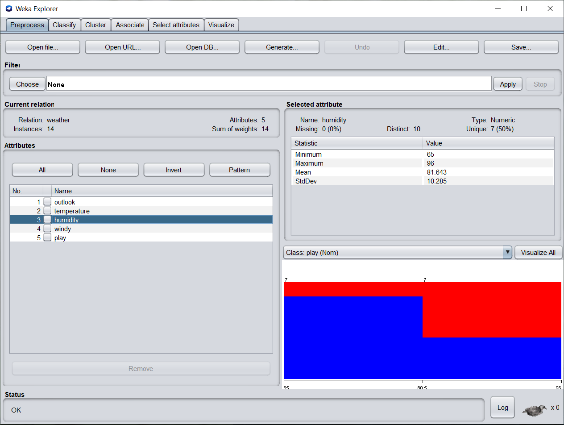 Weka Explorer
Preprocess Classify Cluster Associate Select attributes Visualize
Open file... Open URL... Open DB... Generate... Undo Edit... Save...
Filter
Choose None Apply Stop
Current relation
Relation: weather Attributes: 5
Instances: 14 Sum of weights: 14
Attributes
All None Invert Pattern
No. Name
1 outlook
2 temperature
3 humidity
4 windy
5 play
Remove
Selected attribute
Name: humidity Type: Numeric
Missing: 0 (0%) Distinct: 10 Unique: 7 (50%)
Statistic Value
Minimum 65
Maximum 96
Mean 81.643
StdDev 10.285
Class: play (Nom) Visualize All
7 7
80.5
Status
OK
Log x 0